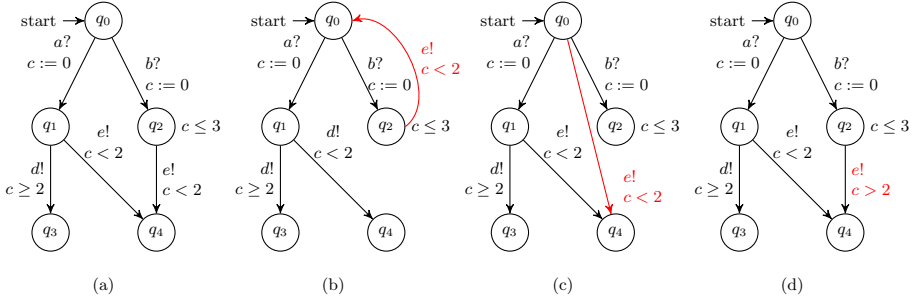 start q0
a?
c := 0
b?
c := 0
q1
q2
c ≤ 3
d!
c ≥ 2
e!
c < 2
e!
c < 2
q3
q4
(a)
start q0
a?
c := 0
b?
c := 0
e!
c < 2
q1
q2
c ≤ 3
d!
c ≥ 2
d!
c < 2
q3
q4
(b)
start q0
a?
c := 0
b?
c := 0
q1
q2
c ≤ 3
d!
c ≥ 2
e!
c < 2
e!
c < 2
q3
q4
(c)
start q0
a?
c := 0
b?
c := 0
q1
q2
c ≤ 3
d!
c ≥ 2
e!
c < 2
e!
c > 2
q3
q4
(d)